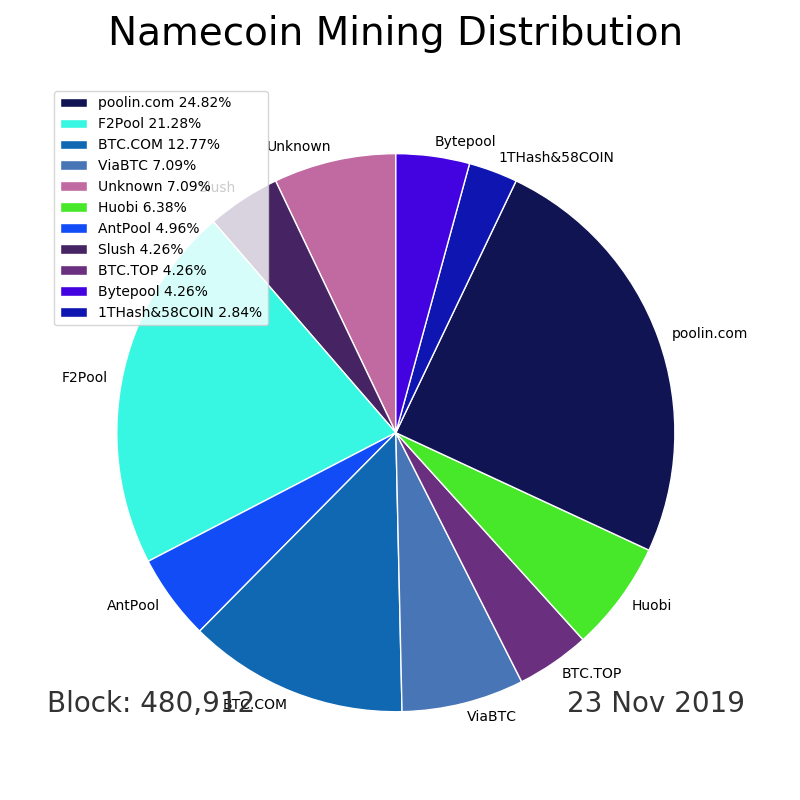 Namecoin Mining Distribution
poolin.com 24.82%
F2Pool 21.28%
BTC.COM 12.77%
ViaBTC 7.09%
Unknown 7.09%
Huobi 6.38%
AntPool 4.96%
Slush 4.26%
BTC.TOP 4.26%
Bytepool 4.26%
1THash&58COIN 2.84%
Bytepool
1THash&58COIN
Unknown
Slush
poolin.com
F2Pool
AntPool
Huobi
BTC.TOP
BTC.COM
ViaBTC
Block: 480,912
23 Nov 2019